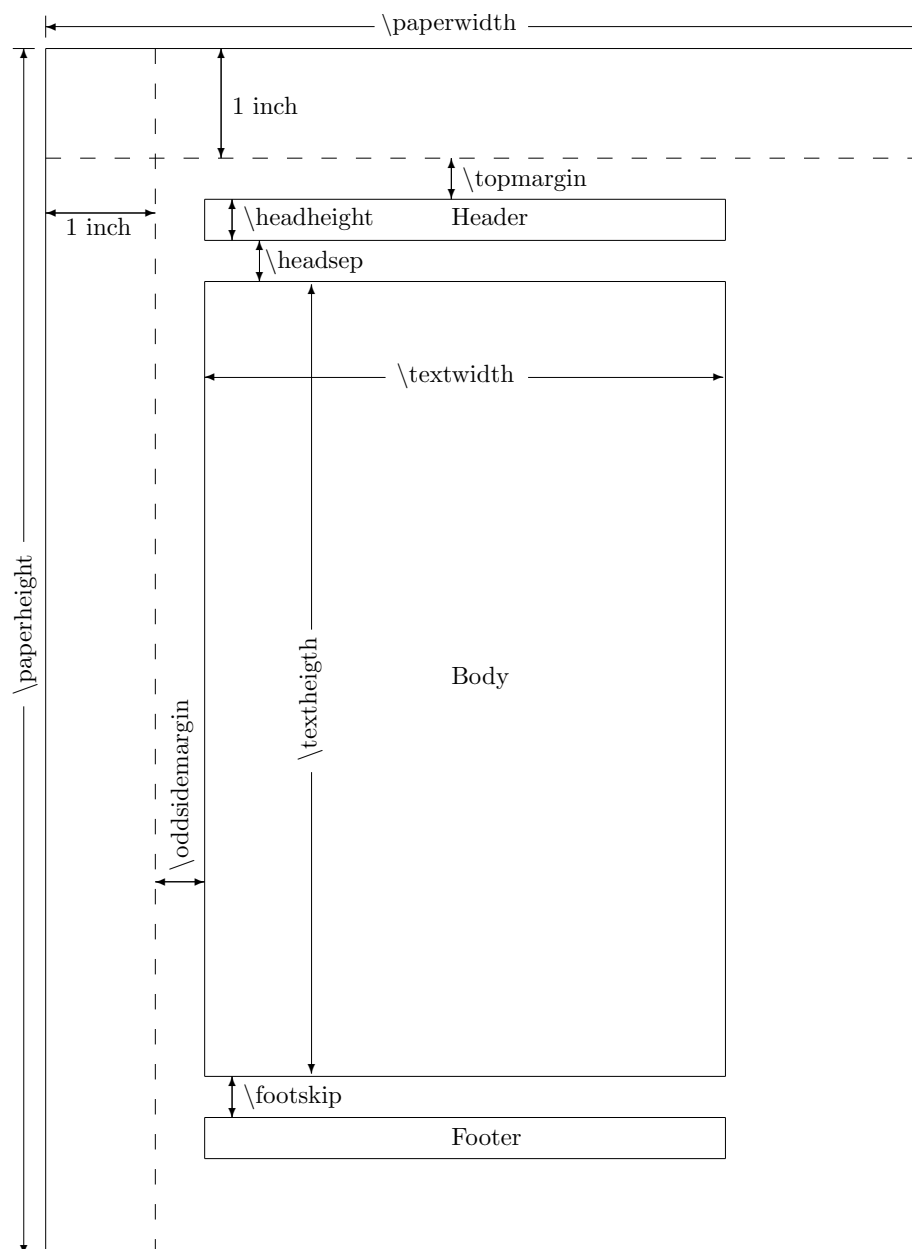 \paperwidth
1 inch
\topmargin
\headheight
Header
1 inch
\headsep
\textwidth
\paperheight
\textheigth
Body
\oddsidemargin
\footskip
Footer